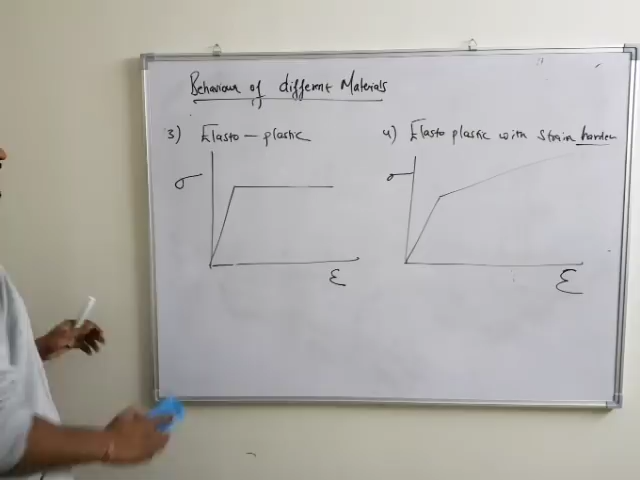 Behaviour of different Materials
3) Elasto - plastic
σ
ε
4) Elasto plastic with strain harden
σ
ε